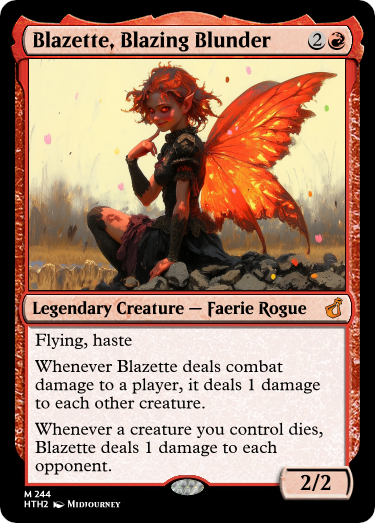 Blazette, Blazing Blunder 2
Legendary Creature — Faerie Rogue
Flying, haste
Whenever Blazette deals combat
damage to a player, it deals 1 damage
to each other creature.
Whenever a creature you control dies,
Blazette deals 1 damage to each
opponent.
2/2
M 244
HTH2 Midjourney